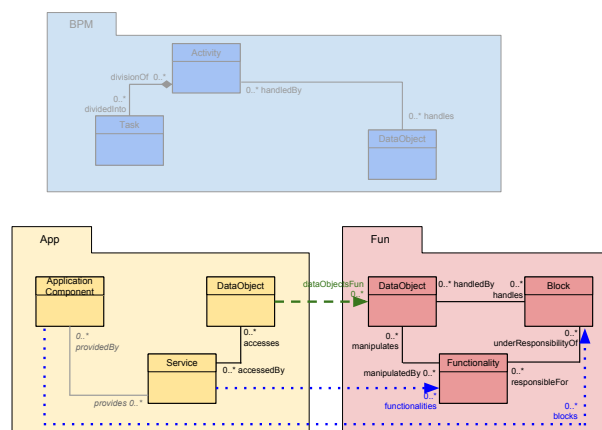 BPM
Activity
divisionOf 0..*
0..* handledBy
0..*
dividedInto
Task
0..* handles
DataObject
App
Fun
Application
Component
DataObject
dataObjectsFun
0..*
DataObject
0..* handledBy
0..*
handles
Block
0..*
providedBy
0..*
accesses
0..*
manipulates
0..*
underResponsibilityOf
Service
0..* accessedBy
manipulatedBy 0..*
Functionality
0..*
responsibleFor
provides 0..*
0..*
functionalities
0..*
blocks